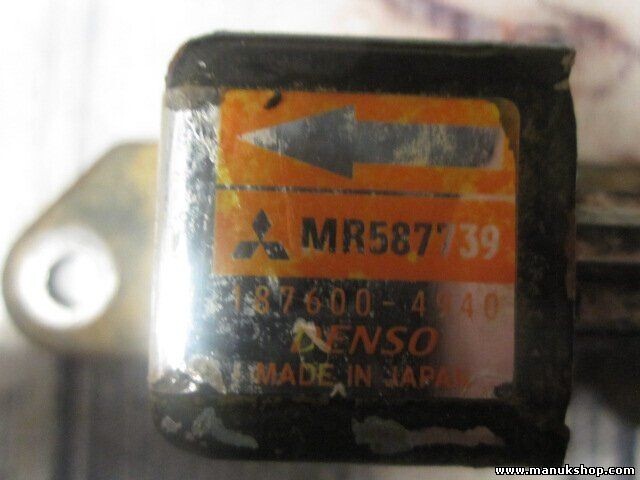 MR587739
187600-4940
DENSO
MADE IN JAPAN
www.manukshop.com